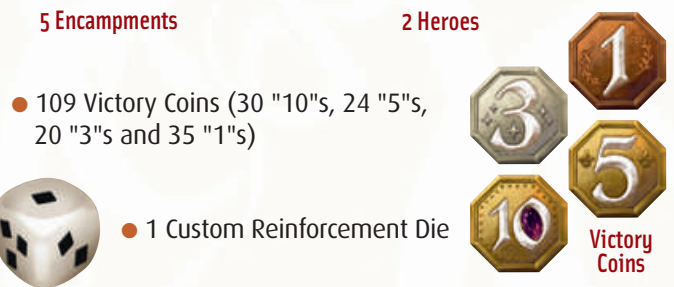 5 Encampments
2 Heroes
● 109 Victory Coins (30 "10"s, 24 "5"s,
20 "3"s and 35 "1"s)
● 1 Custom Reinforcement Die
1
3
5
10
Victory
Coins